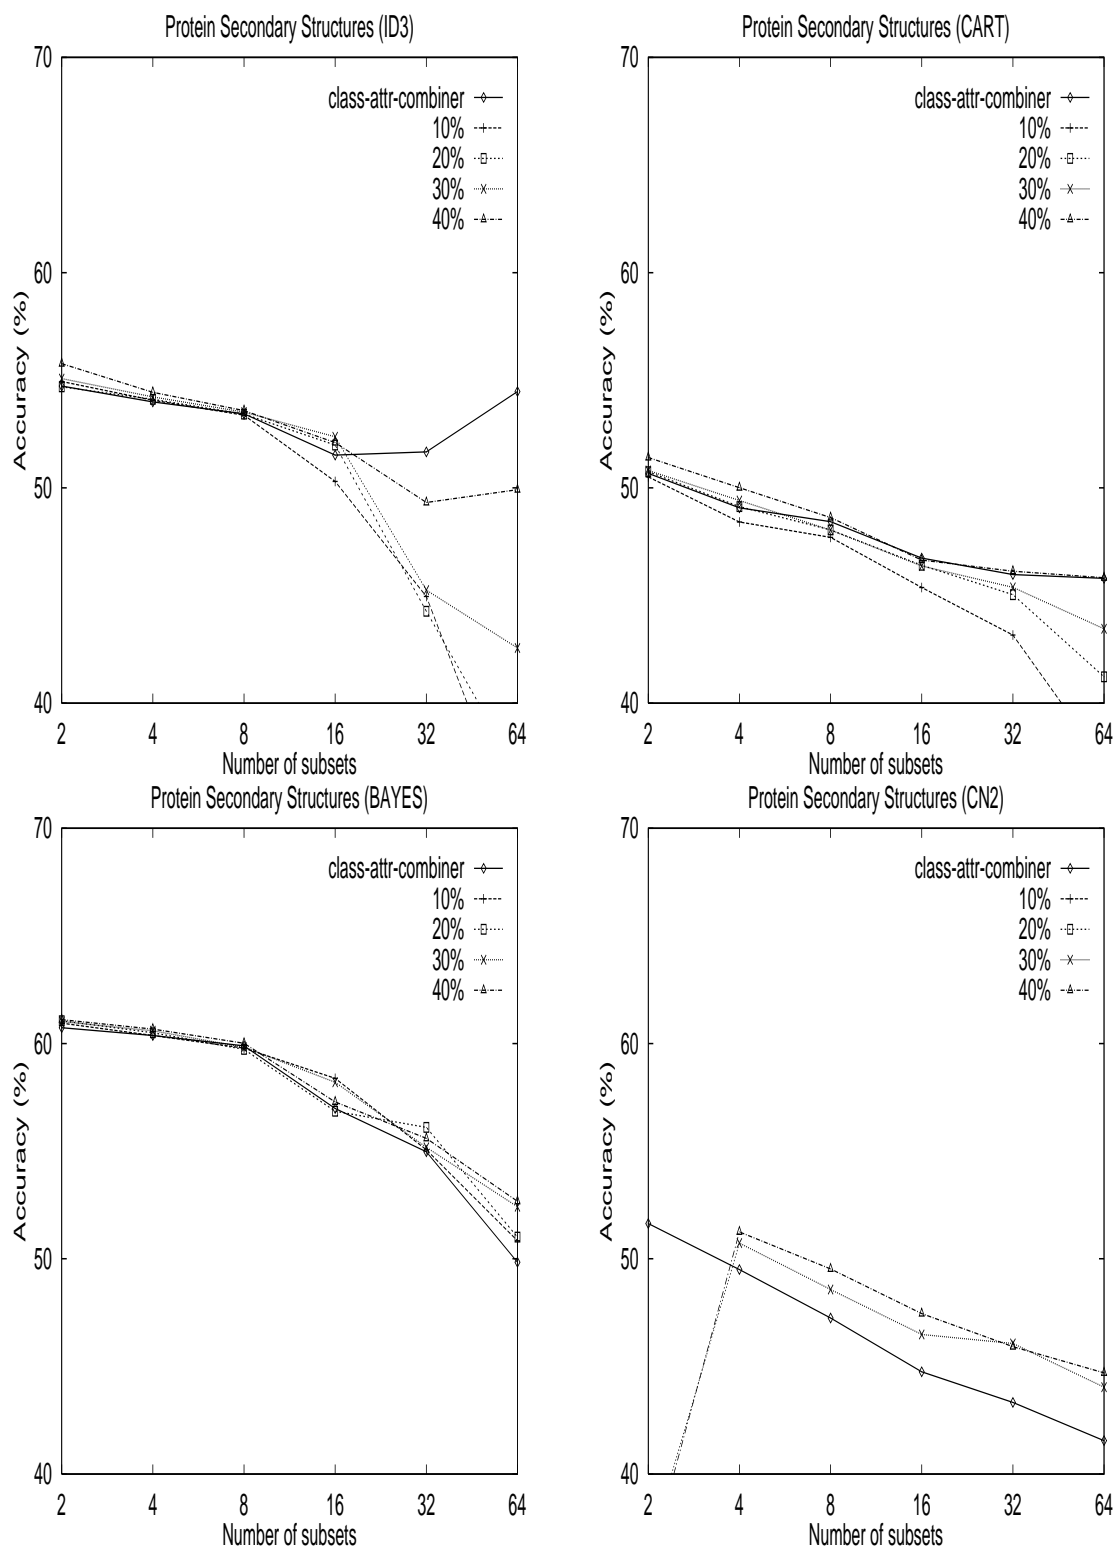 Protein Secondary Structures (ID3)
70
60
50
40
Accuracy (%)
class-attr-combiner
10%
20%
30%
40%
2 4 8 16 32 64
Number of subsets
Protein Secondary Structures (CART)
70
60
50
40
Accuracy (%)
class-attr-combiner
10%
20%
30%
40%
2 4 8 16 32 64
Number of subsets
Protein Secondary Structures (BAYES)
70
60
50
40
Accuracy (%)
class-attr-combiner
10%
20%
30%
40%
2 4 8 16 32 64
Number of subsets
Protein Secondary Structures (CN2)
70
60
50
40
Accuracy (%)
class-attr-combiner
10%
20%
30%
40%
2 4 8 16 32 64
Number of subsets